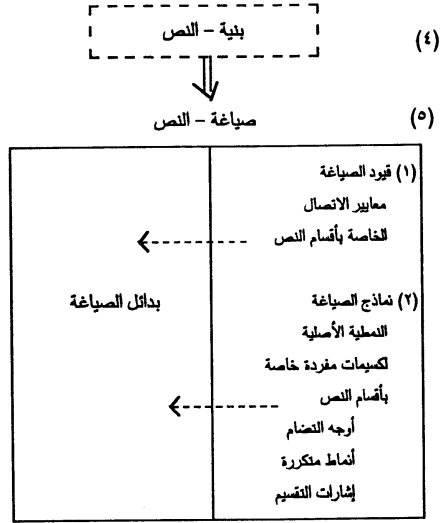 (٤) بنية – النص
(٥) صياغة – النص
(١) قيود الصياغة
معايير الاتصال
الخاصة بأقسام النص
بدائل الصياغة
(٢) نماذج الصياغة
النمطية الأصلية
لكسيمات مفردة خاصة
بأقسام النص
أوجه التضام
أنماط متكررة
إشارات التقسيم